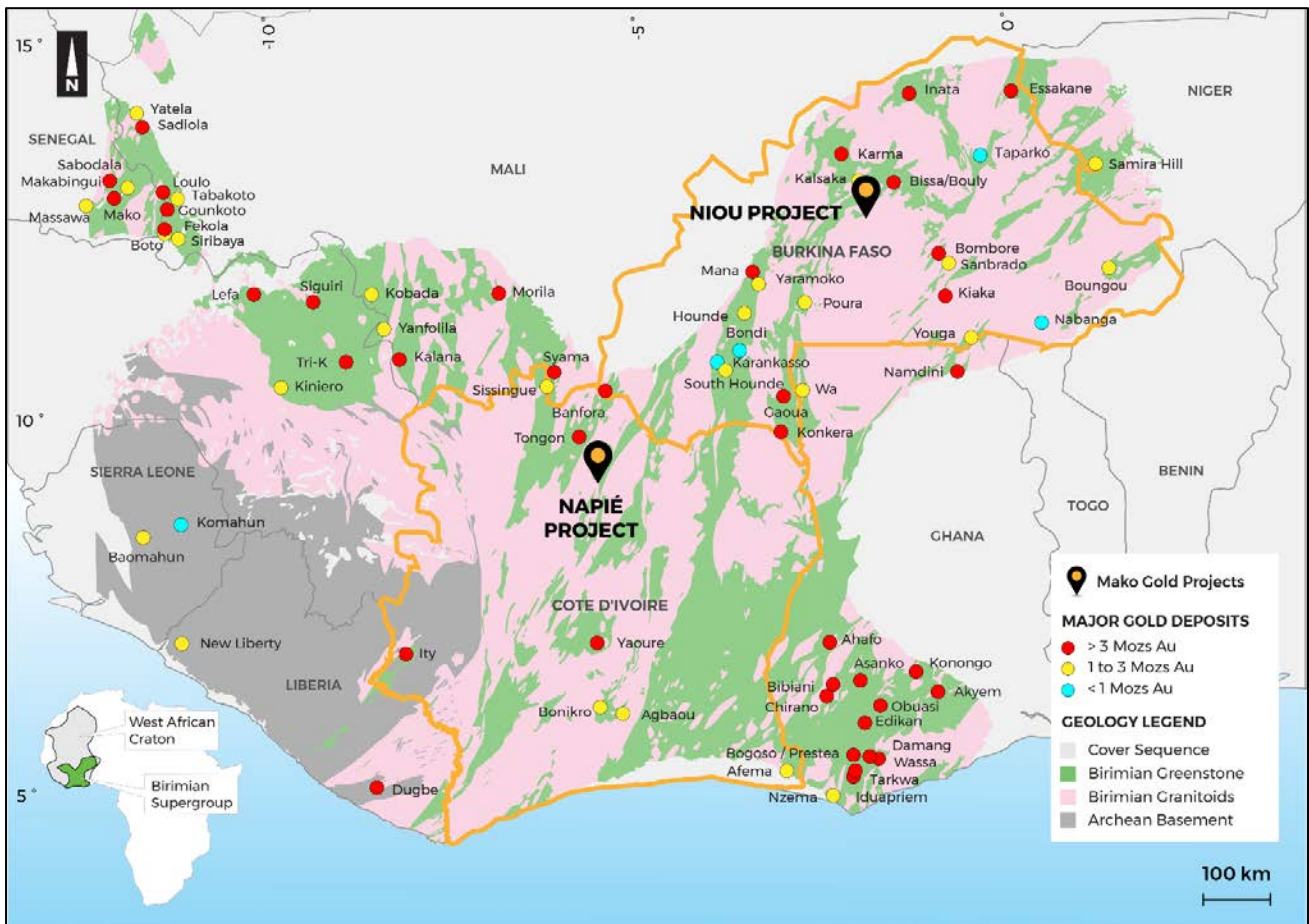 15°
-10
-5
0
N
Yatela
Sadiola
SENEGAL
Sabodala
Makabingui
Loulo
Tabakoto
Massawa
Mako
Gounkoto
Fekola
Boto
Siribaya
MALI
NIGER
Inata
Essakane
Karma
Taparko
Samira Hill
Kalsaka
Bissa/Bouly
NIOU PROJECT
BURKINA FASO
Bombore
Sanbrado
Boungou
Mana
Yaramoko
Kiaka
Poura
Nabanga
Hounde
Bondi
Youga
Karankasso
South Hounde
Namdini
Wa
Gaoua
Konkera
Lefa
Siguiri
Kobada
Morila
Yanfolila
Tri-K
Kalana
Syama
Kiniero
Sissingue
Banfora
10°
Tongon
NAPIÉ
PROJECT
SIERRA LEONE
Komahun
Baomahun
BENIN
TOGO
GHANA
COTE D'IVOIRE
New Liberty
Ity
Yaoure
LIBERIA
Bonikro
Agbaou
Ahafo
Asanko
Konongo
Bibiani
Akyem
Chirano
Obuasi
Edikan
Bogoso / Prestea
Damang
Wassa
Afema
Tarkwa
Nzema
Iduapriem
Dugbe
5°
West African
Craton
Birimian
Supergroup
Mako Gold Projects
MAJOR GOLD DEPOSITS
> 3 Mozs Au
1 to 3 Mozs Au
< 1 Mozs Au
GEOLOGY LEGEND
Cover Sequence
Birimian Greenstone
Birimian Granitoids
Archean Basement
100 km